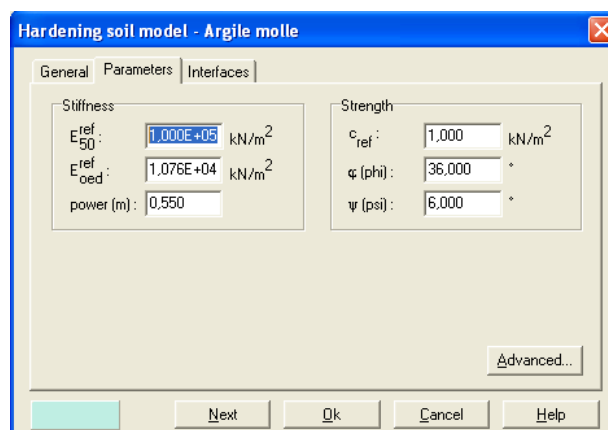 Hardening soil model - Argile molle
General Parameters Interfaces
Stiffness
E50ref : 1,000E+05 kN/m2
Eoedref : 1,076E+04 kN/m2
power (m) : 0,550
Strength
cref : 1,000 kN/m2
φ (phi) : 36,000 °
ψ (psi) : 6,000 °
Advanced...
Next Ok Cancel Help